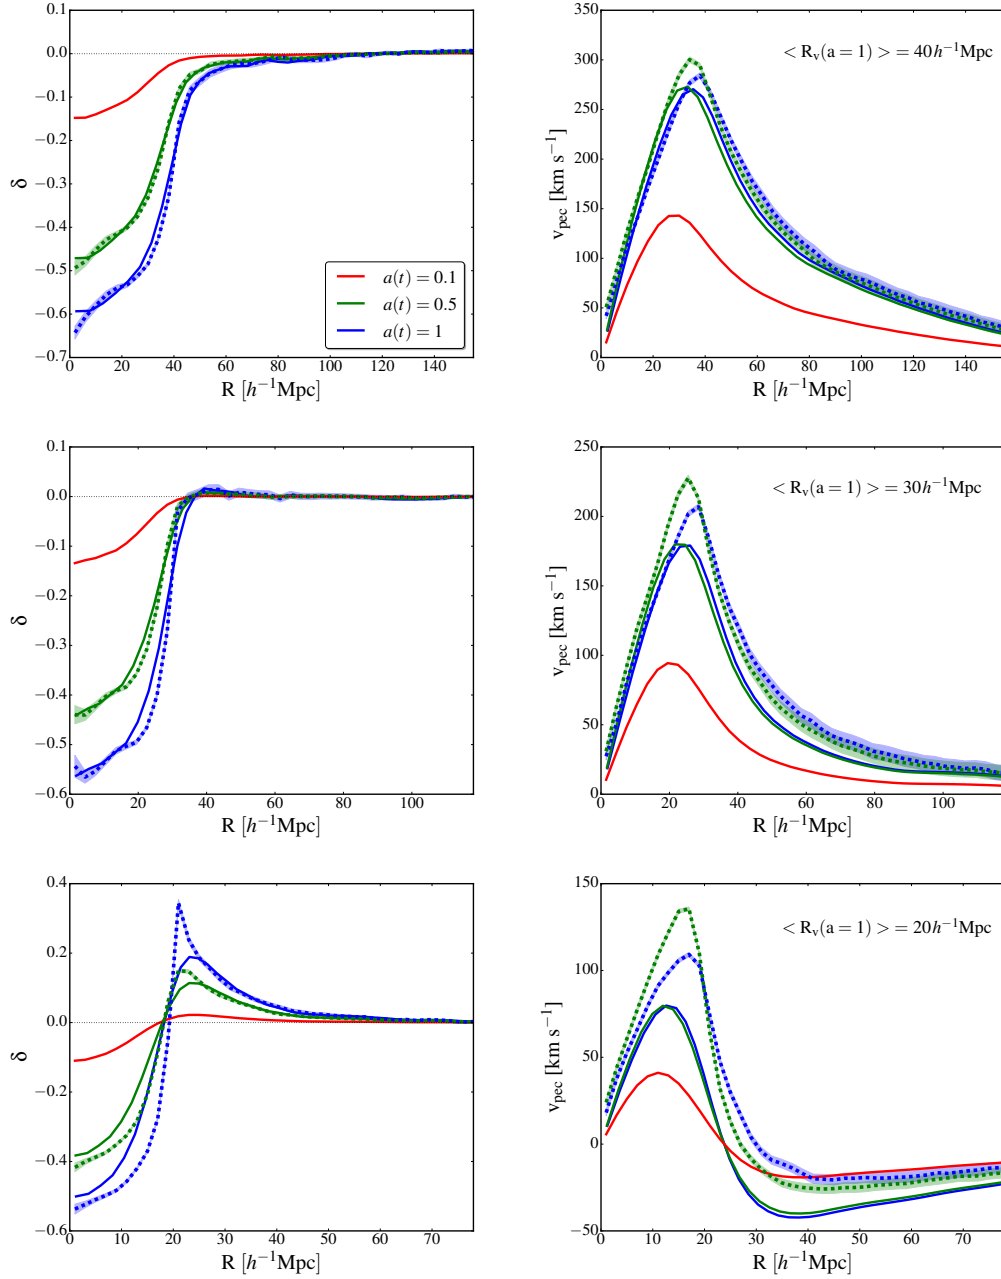 0.1
0.0
−0.1
−0.2
−0.3
−0.4
−0.5
−0.6
−0.7
δ
0 20 40 60 80 100 120 140
R [h⁻¹Mpc]
a(t) = 0.1
a(t) = 0.5
a(t) = 1
350
300
250
200
150
100
50
0
v_pec [km s⁻¹]
< R_v(a = 1) > = 40h⁻¹Mpc
0 20 40 60 80 100 120 140
R [h⁻¹Mpc]
0.1
0.0
−0.1
−0.2
−0.3
−0.4
−0.5
−0.6
δ
0 20 40 60 80 100
R [h⁻¹Mpc]
250
200
150
100
50
0
v_pec [km s⁻¹]
< R_v(a = 1) > = 30h⁻¹Mpc
0 20 40 60 80 100
R [h⁻¹Mpc]
0.4
0.2
0.0
−0.2
−0.4
−0.6
δ
0 10 20 30 40 50 60 70
R [h⁻¹Mpc]
150
100
50
0
−50
v_pec [km s⁻¹]
< R_v(a = 1) > = 20h⁻¹Mpc
0 10 20 30 40 50 60 70
R [h⁻¹Mpc]